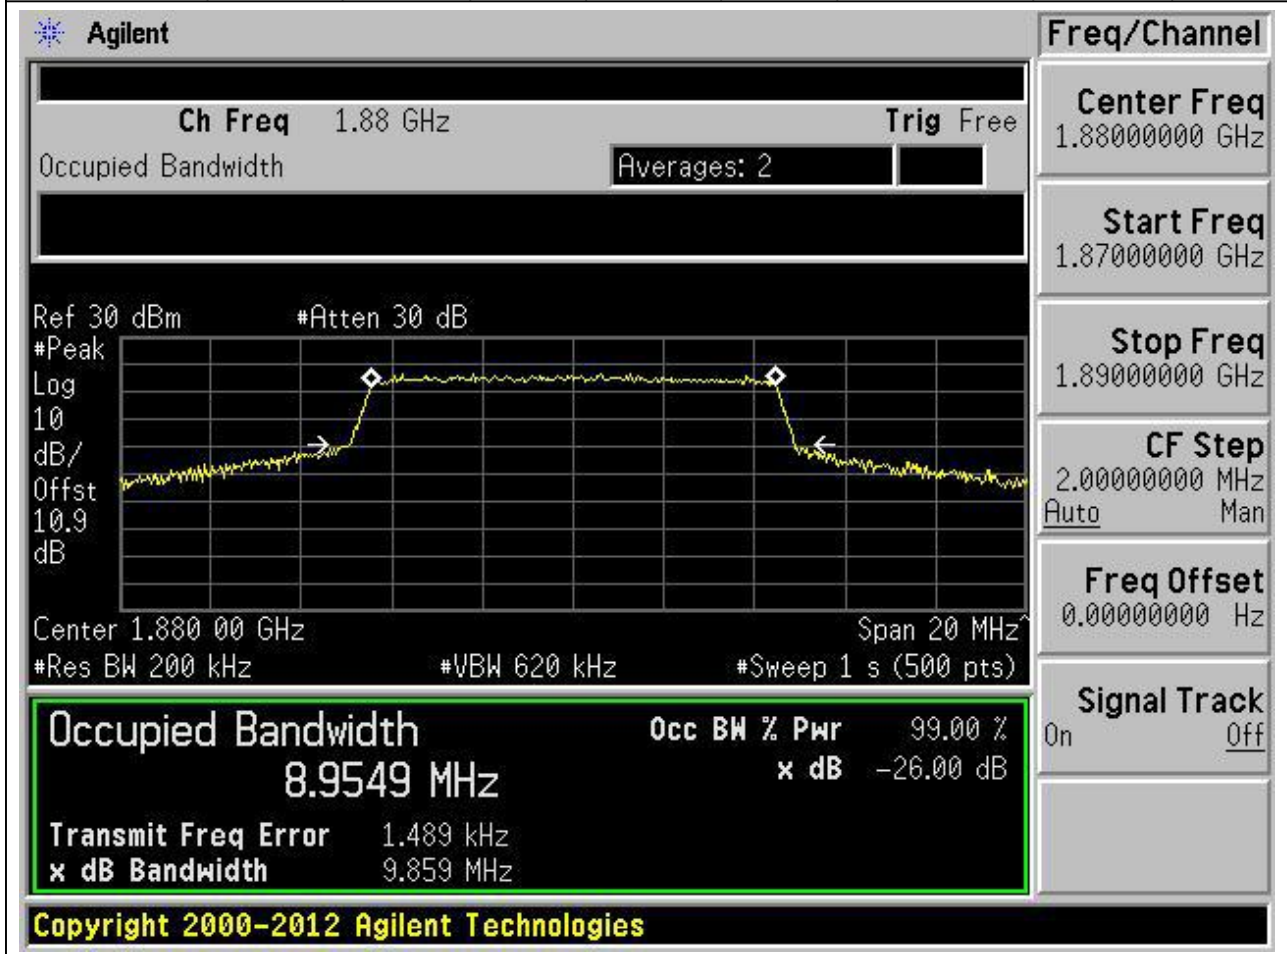 Agilent
Freq/Channel
Ch Freq 1.88 GHz Trig Free
Occupied Bandwidth Averages: 2
Center Freq
1.88000000 GHz
Start Freq
1.87000000 GHz
Stop Freq
1.89000000 GHz
CF Step
2.00000000 MHz
Auto Man
Freq Offset
0.00000000 Hz
Signal Track
On Off
Ref 30 dBm #Atten 30 dB
#Peak
Log
10
dB/
Offst
10.9
dB
Center 1.880 00 GHz Span 20 MHz^
#Res BW 200 kHz #VBW 620 kHz #Sweep 1 s (500 pts)
Occupied Bandwidth Occ BW % Pwr 99.00 %
8.9549 MHz x dB -26.00 dB
Transmit Freq Error 1.489 kHz
x dB Bandwidth 9.859 MHz
Copyright 2000-2012 Agilent Technologies